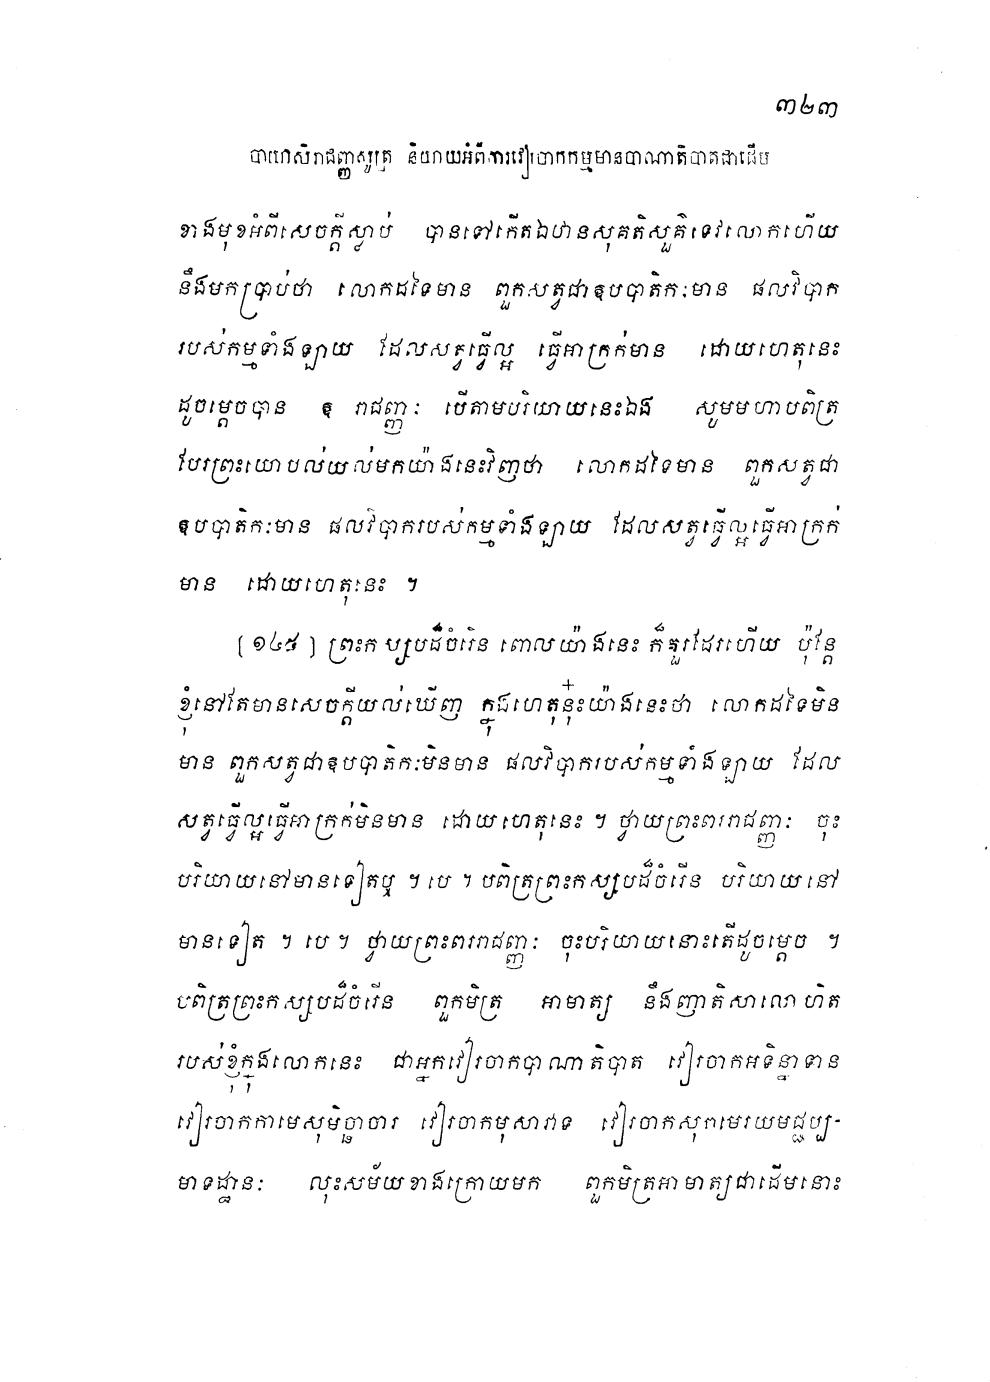 ៣២៣
បាយាសិរាជញ្ញសូត្រ និយាយអំពីការវៀរចាកកម្មមានបាណាតិបាតជាដើម
ខាងមុខអំពីសេចក្តីស្លាប់ បានទៅកើតឯឋានសុគតិសួគ៌ទេវលោកហើយ
នឹងមកប្រាប់ថា លោកដទៃមាន ពួកសត្វជាឧបបាតិកៈមាន ផលវិបាក
របស់កម្មទាំងឡាយ ដែលសត្វធ្វើល្អ ធ្វើអាក្រក់មាន ដោយហេតុនេះ
ដូចម្តេចបាន ឧ រាជញ្ញៈ បើតាមបរិយាយនេះឯង សូមមហាបពិត្រ
បែរព្រះយោបល់យល់មកយ៉ាងនេះវិញថា លោកដទៃមាន ពួកសត្វជា
ឧបបាតិកៈមាន ផលវិបាករបស់កម្មទាំងឡាយ ដែលសត្វធ្វើល្អធ្វើអាក្រក់
មាន ដោយហេតុនេះ ។
[១៤៥] ព្រះកស្សបដ៏ចំរើន ពោលយ៉ាងនេះ ក៏គួរដែរហើយ ប៉ុន្តែ
ខ្ញុំនៅតែមានសេចក្តីយល់ឃើញ ក្នុងហេតុនុ៎ះយ៉ាងនេះថា លោកដទៃមិន
មាន ពួកសត្វជាឧបបាតិកៈមិនមាន ផលវិបាករបស់កម្មទាំងឡាយ ដែល
សត្វធ្វើល្អធ្វើអាក្រក់មិនមាន ដោយហេតុនេះ ។ ថ្វាយព្រះពររាជញ្ញៈ ចុះ
បរិយាយនៅមានទៀតឬ ។ បេ ។ បពិត្រព្រះកស្សបដ៏ចំរើន បរិយាយនៅ
មានទៀត ។ បេ ។ ថ្វាយព្រះពររាជញ្ញៈ ចុះបរិយាយនោះតើដូចម្តេច ។
បពិត្រព្រះកស្សបដ៏ចំរើន ពួកមិត្រ អាមាត្យ នឹងញាតិសាលោហិត
របស់ខ្ញុំក្នុងលោកនេះ ជាអ្នកវៀរចាកបាណាតិបាត វៀរចាកអទិន្នាទាន
វៀរចាកកាមេសុមិច្ឆាចារ វៀរចាកមុសាវាទ វៀរចាកសុរាមេរយមជ្ជប្ប-
មាទដ្ឋានៈ លុះសម័យខាងក្រោយមក ពួកមិត្រអាមាត្យជាដើមនោះ